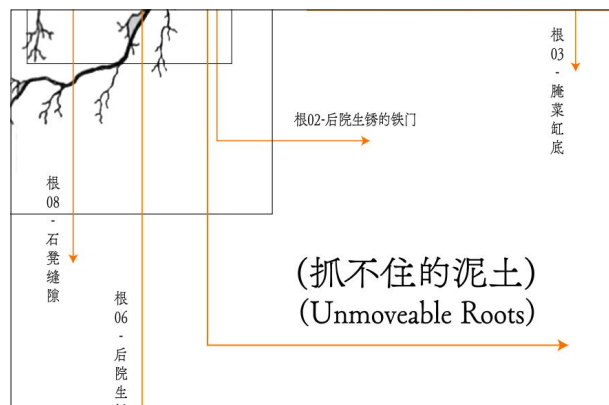 根03-腌菜缸底
根02-后院生锈的铁门
根08-石凳缝隙
(抓不住的泥土)
(Unmoveable Roots)
根06-后院生